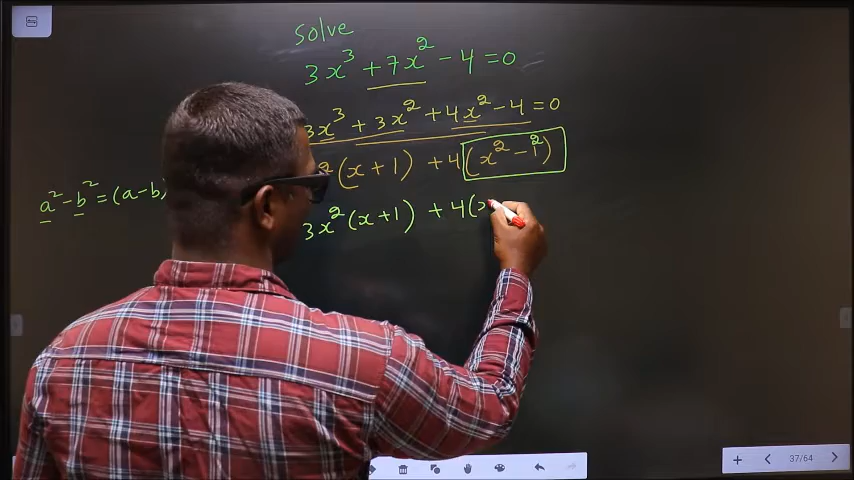 Solve
3x³ + 7x² - 4 = 0
3x³ + 3x² + 4x² - 4 = 0
(x + 1) + 4(x² - 1²)
a² - b² = (a - b)
3x²(x + 1) + 4(x
37/64